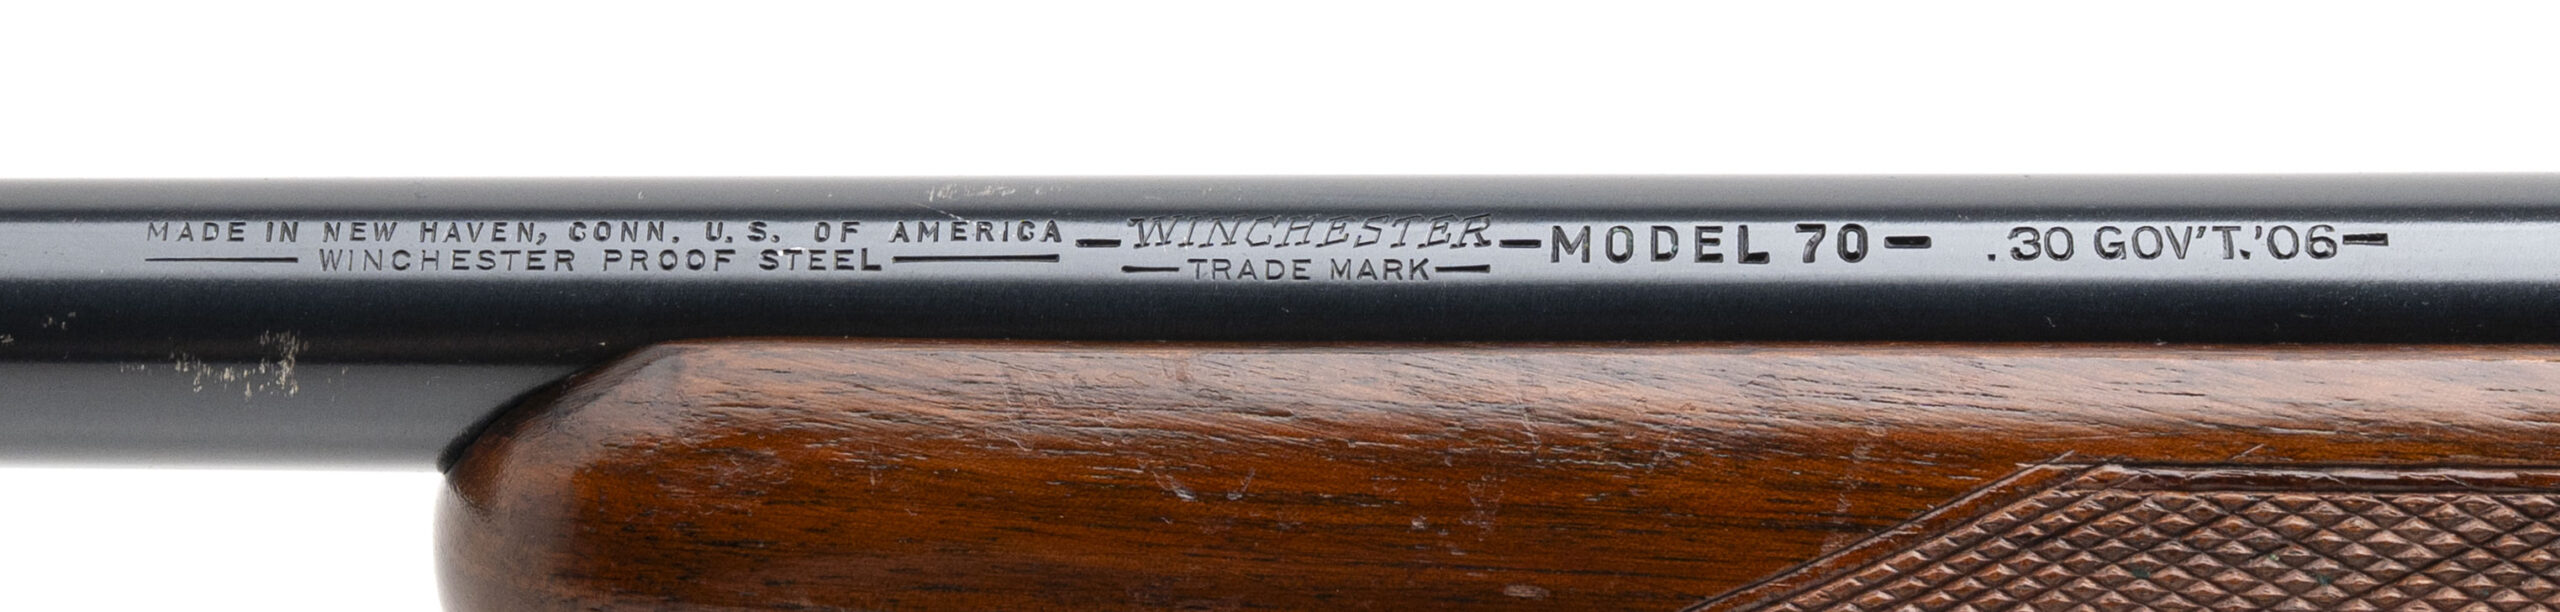 MADE IN NEW HAVEN, CONN. U.S. OF AMERICA
WINCHESTER PROOF STEEL
—WINCHESTER—MODEL 70— .30 GOV'T.'06—
—TRADE MARK—